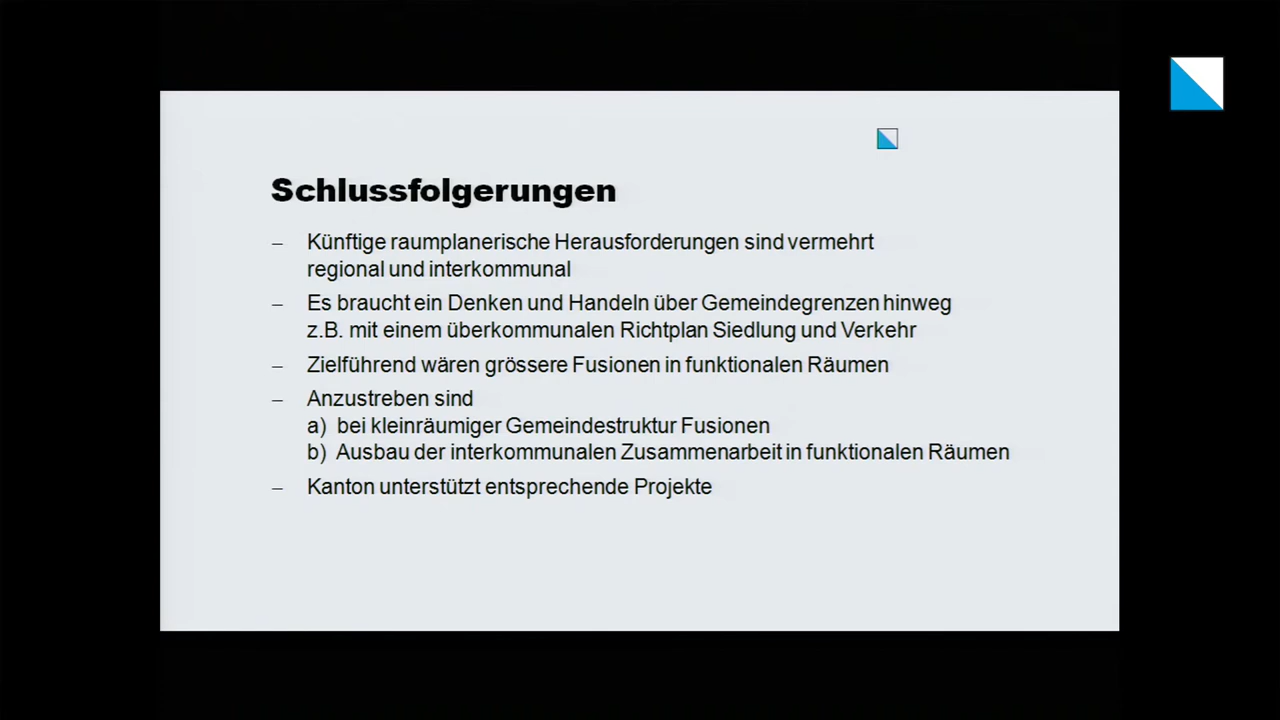 Schlussfolgerungen
– Künftige raumplanerische Herausforderungen sind vermehrt
regional und interkommunal
– Es braucht ein Denken und Handeln über Gemeindegrenzen hinweg
z.B. mit einem überkommunalen Richtplan Siedlung und Verkehr
– Zielführend wären grössere Fusionen in funktionalen Räumen
– Anzustreben sind
a) bei kleinräumiger Gemeindestruktur Fusionen
b) Ausbau der interkommunalen Zusammenarbeit in funktionalen Räumen
– Kanton unterstützt entsprechende Projekte